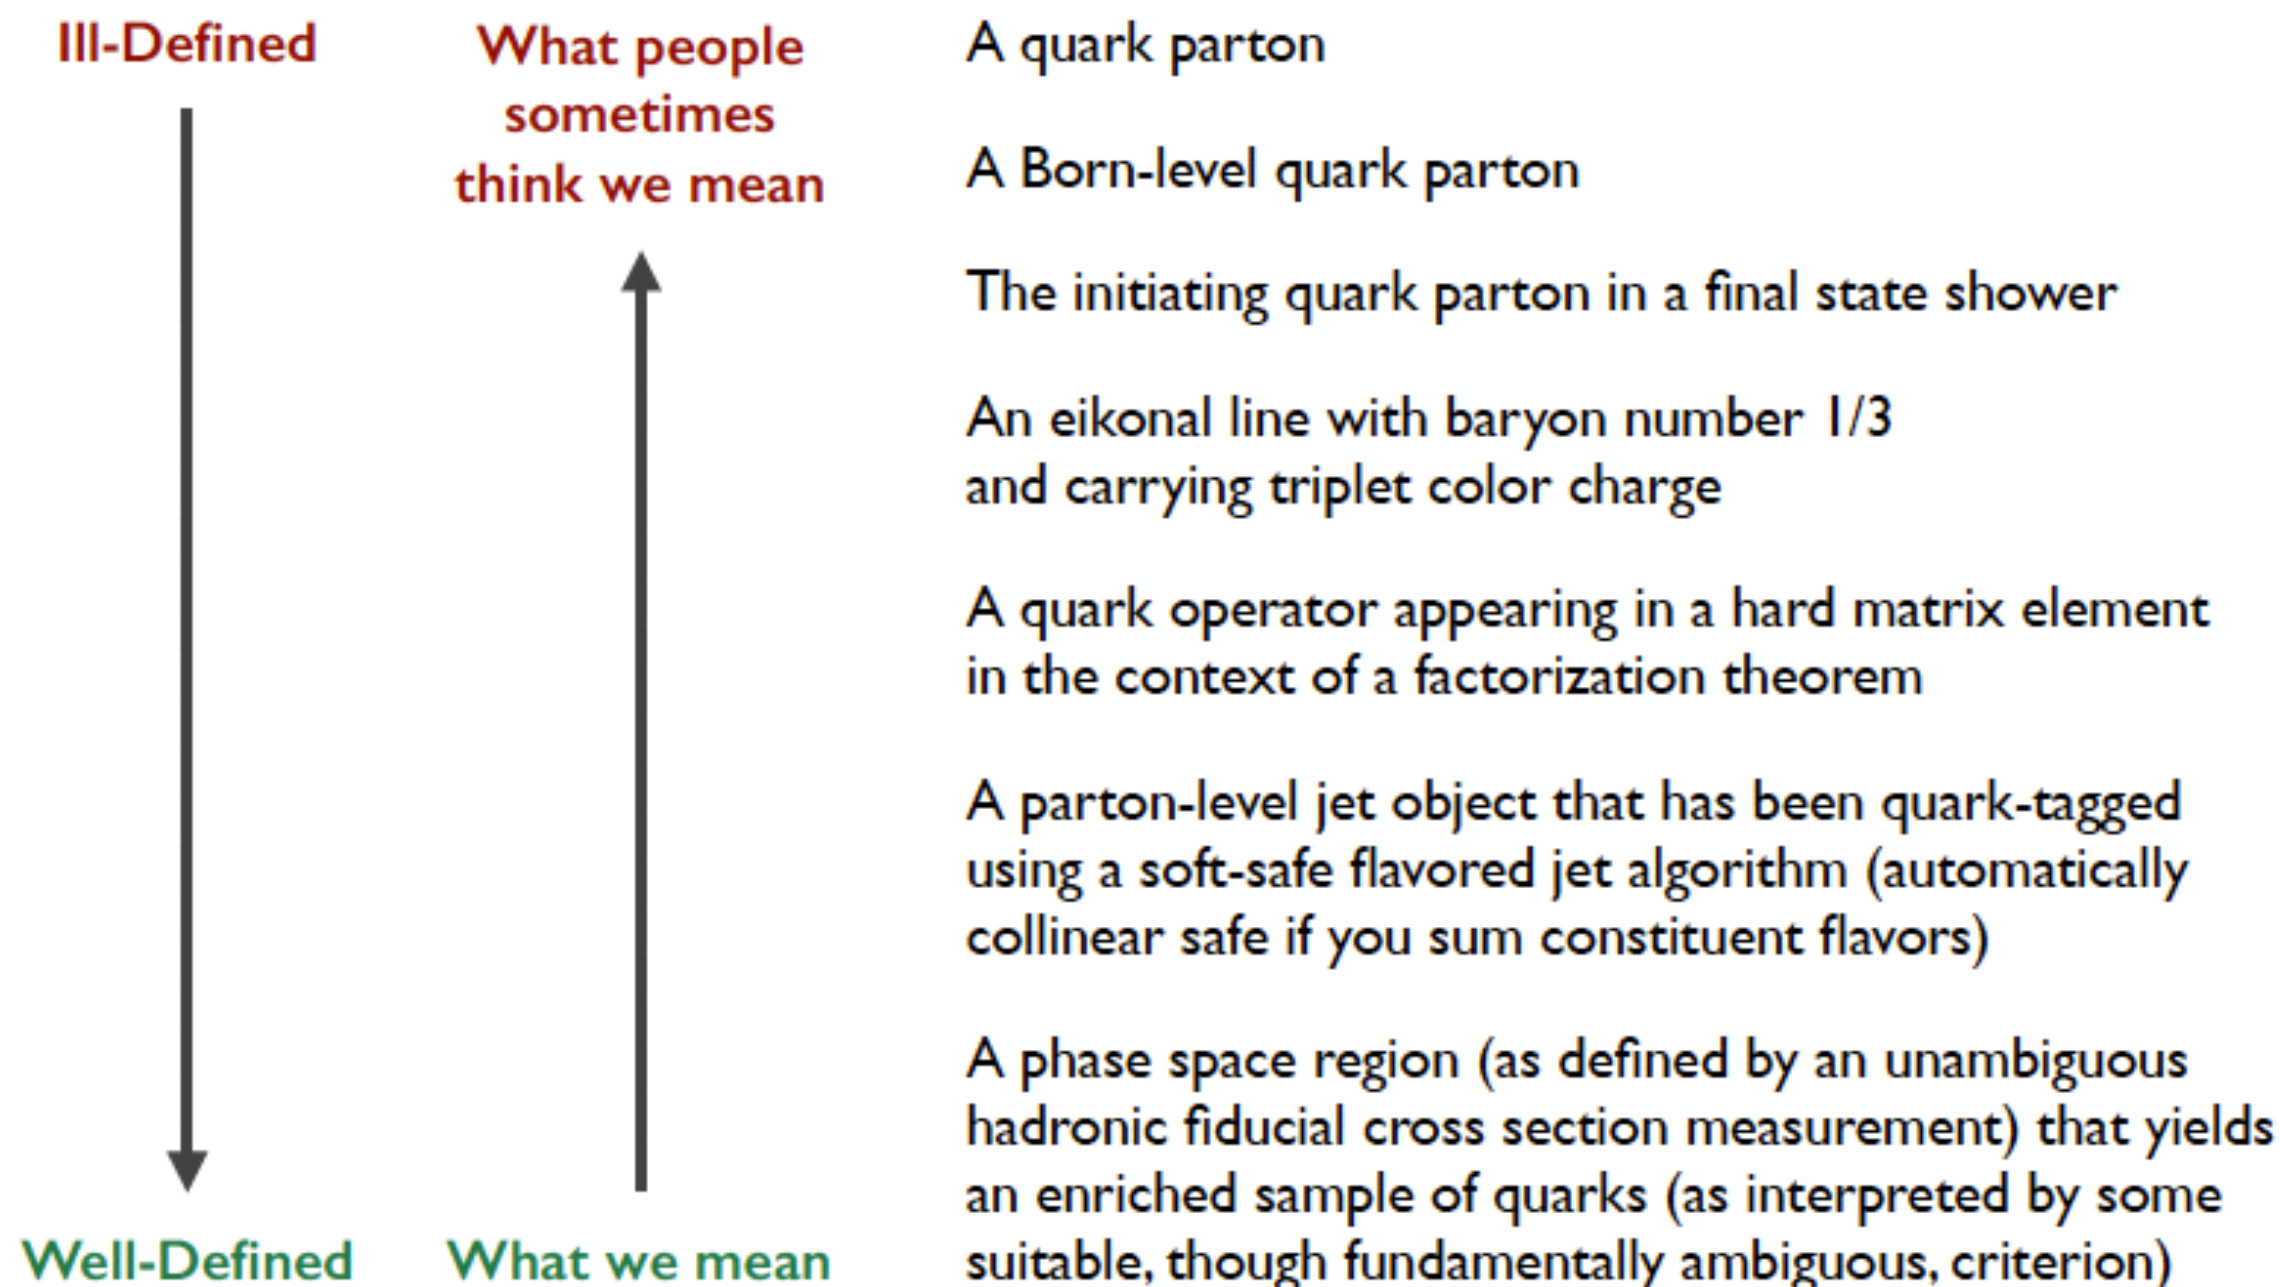 Ill-Defined
What people
sometimes
think we mean
A quark parton
A Born-level quark parton
The initiating quark parton in a final state shower
An eikonal line with baryon number 1/3
and carrying triplet color charge
A quark operator appearing in a hard matrix element
in the context of a factorization theorem
A parton-level jet object that has been quark-tagged
using a soft-safe flavored jet algorithm (automatically
collinear safe if you sum constituent flavors)
A phase space region (as defined by an unambiguous
hadronic fiducial cross section measurement) that yields
an enriched sample of quarks (as interpreted by some
suitable, though fundamentally ambiguous, criterion)
Well-Defined
What we mean